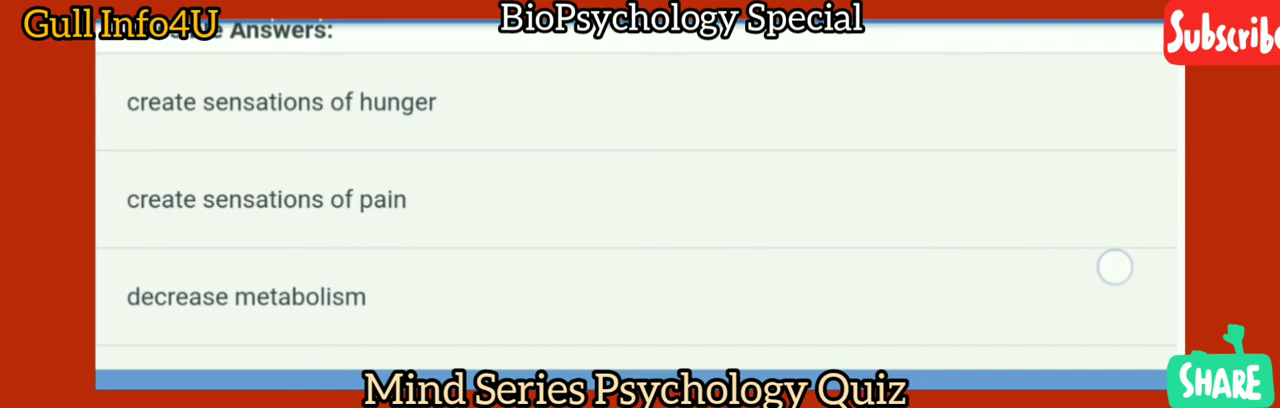 Gull Info4U
BioPsychology Special
Subscribe
Answers:
create sensations of hunger
create sensations of pain
decrease metabolism
Mind Series Psychology Quiz
SHARE